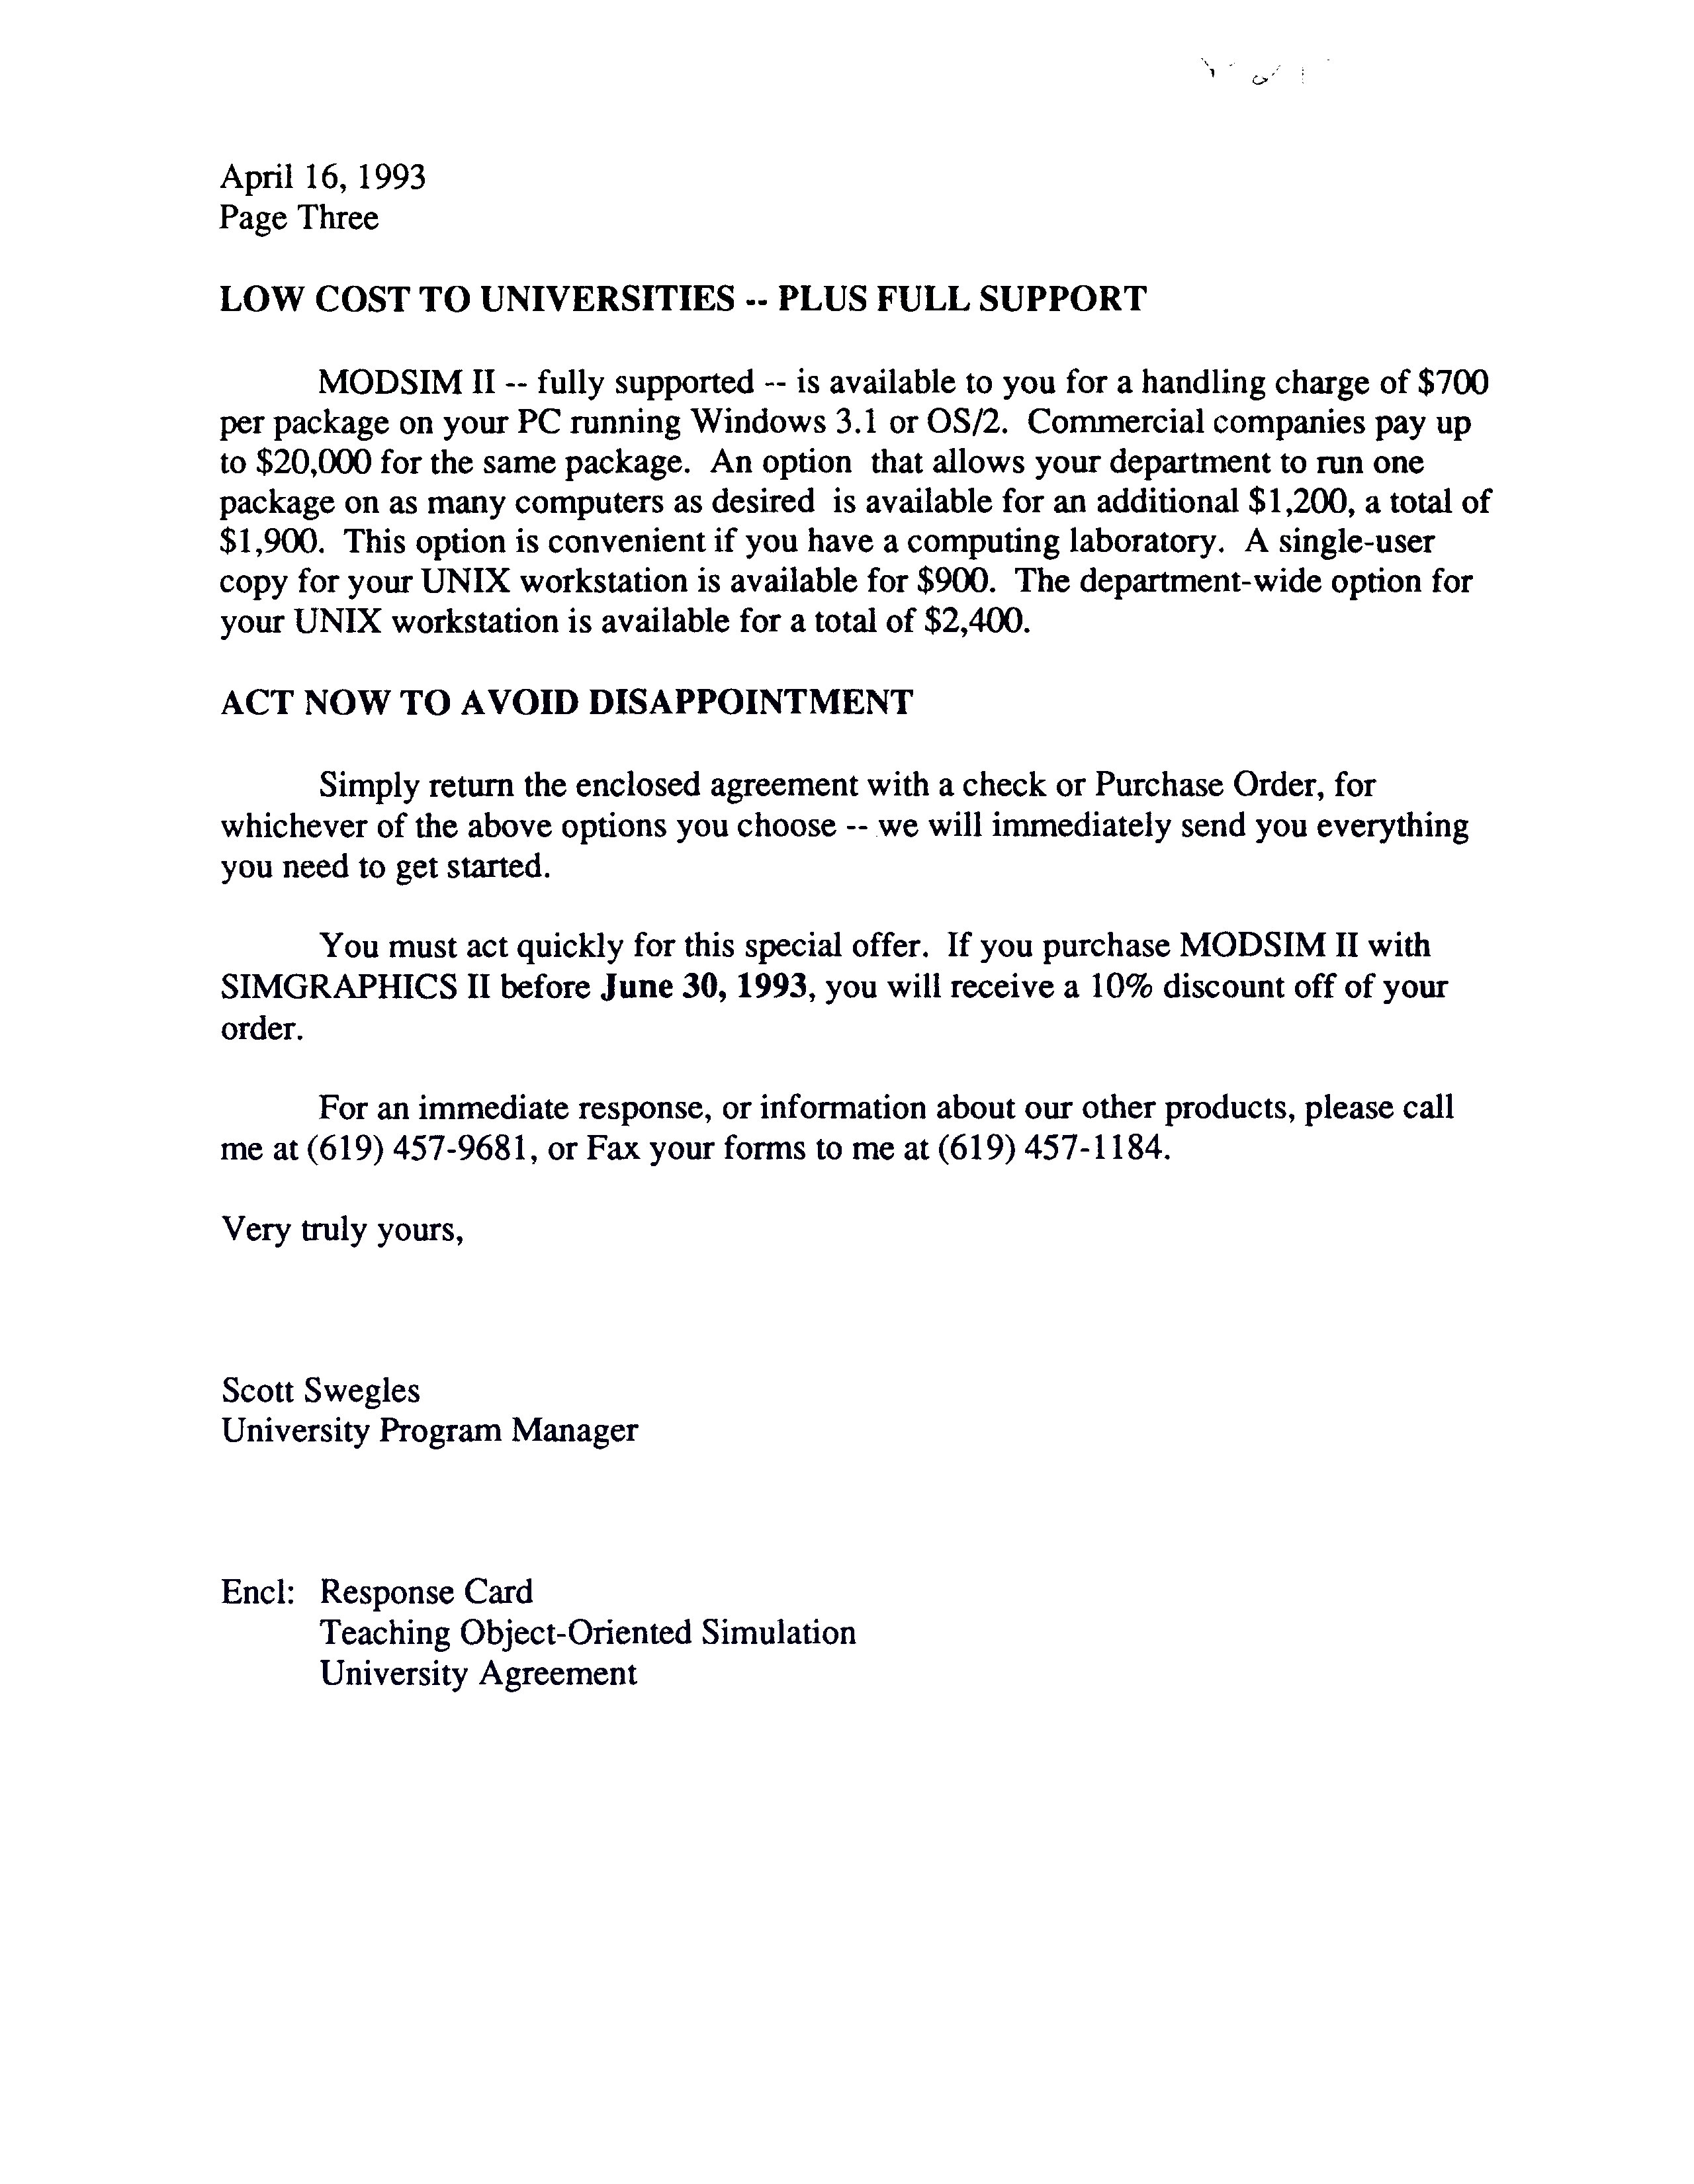 April 16, 1993
Page Three
LOW COST TO UNIVERSITIES -- PLUS FULL SUPPORT
MODSIM II -- fully supported -- is available to you for a handling charge of $700
per package on your PC running Windows 3.1 or OS/2. Commercial companies pay up
to $20,000 for the same package. An option that allows your department to run one
package on as many computers as desired is available for an additional $1,200, a total of
$1,900. This option is convenient if you have a computing laboratory. A single-user
copy for your UNIX workstation is available for $900. The department-wide option for
your UNIX workstation is available for a total of $2,400.
ACT NOW TO AVOID DISAPPOINTMENT
Simply return the enclosed agreement with a check or Purchase Order, for
whichever of the above options you choose -- we will immediately send you everything
you need to get started.
You must act quickly for this special offer. If you purchase MODSIM II with
SIMGRAPHICS II before June 30, 1993, you will receive a 10% discount off of your
order.
For an immediate response, or information about our other products, please call
me at (619) 457-9681, or Fax your forms to me at (619) 457-1184.
Very truly yours,
Scott Swegles
University Program Manager
Encl: Response Card
Teaching Object-Oriented Simulation
University Agreement